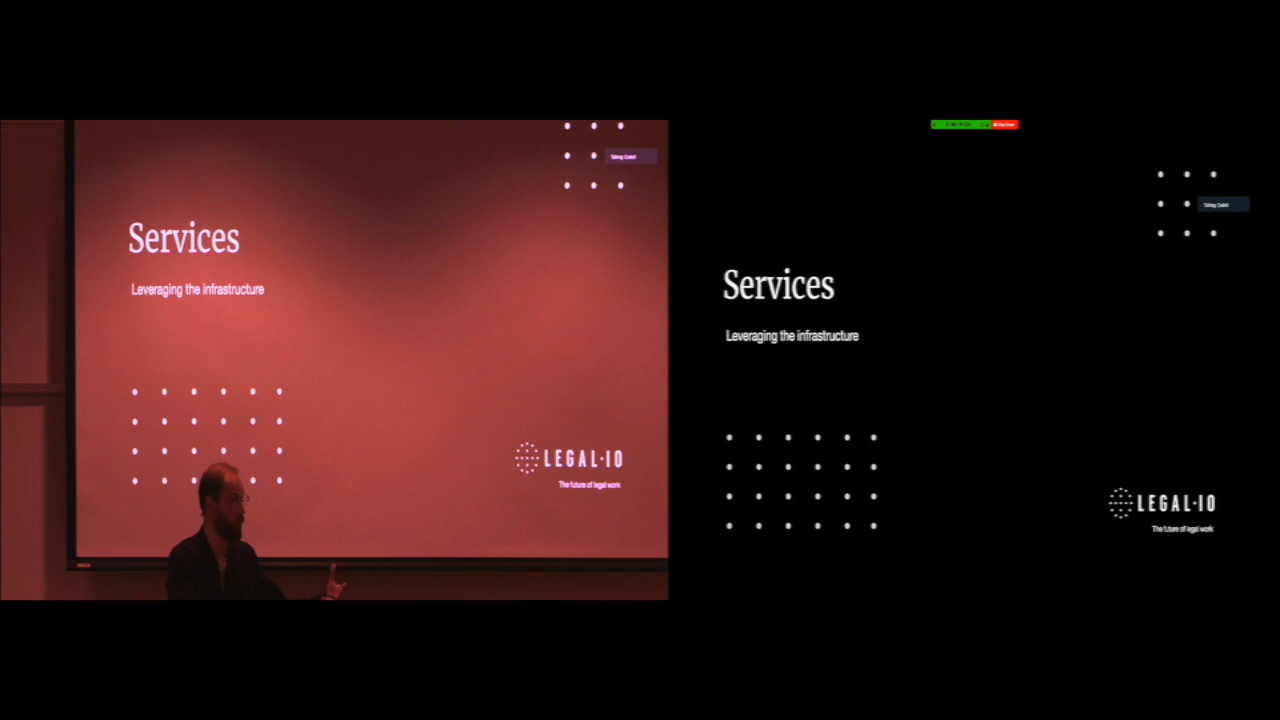 Services
Leveraging the infrastructure
LEGAL·IO
The future of legal work
Services
Leveraging the infrastructure
LEGAL·IO
The future of legal work